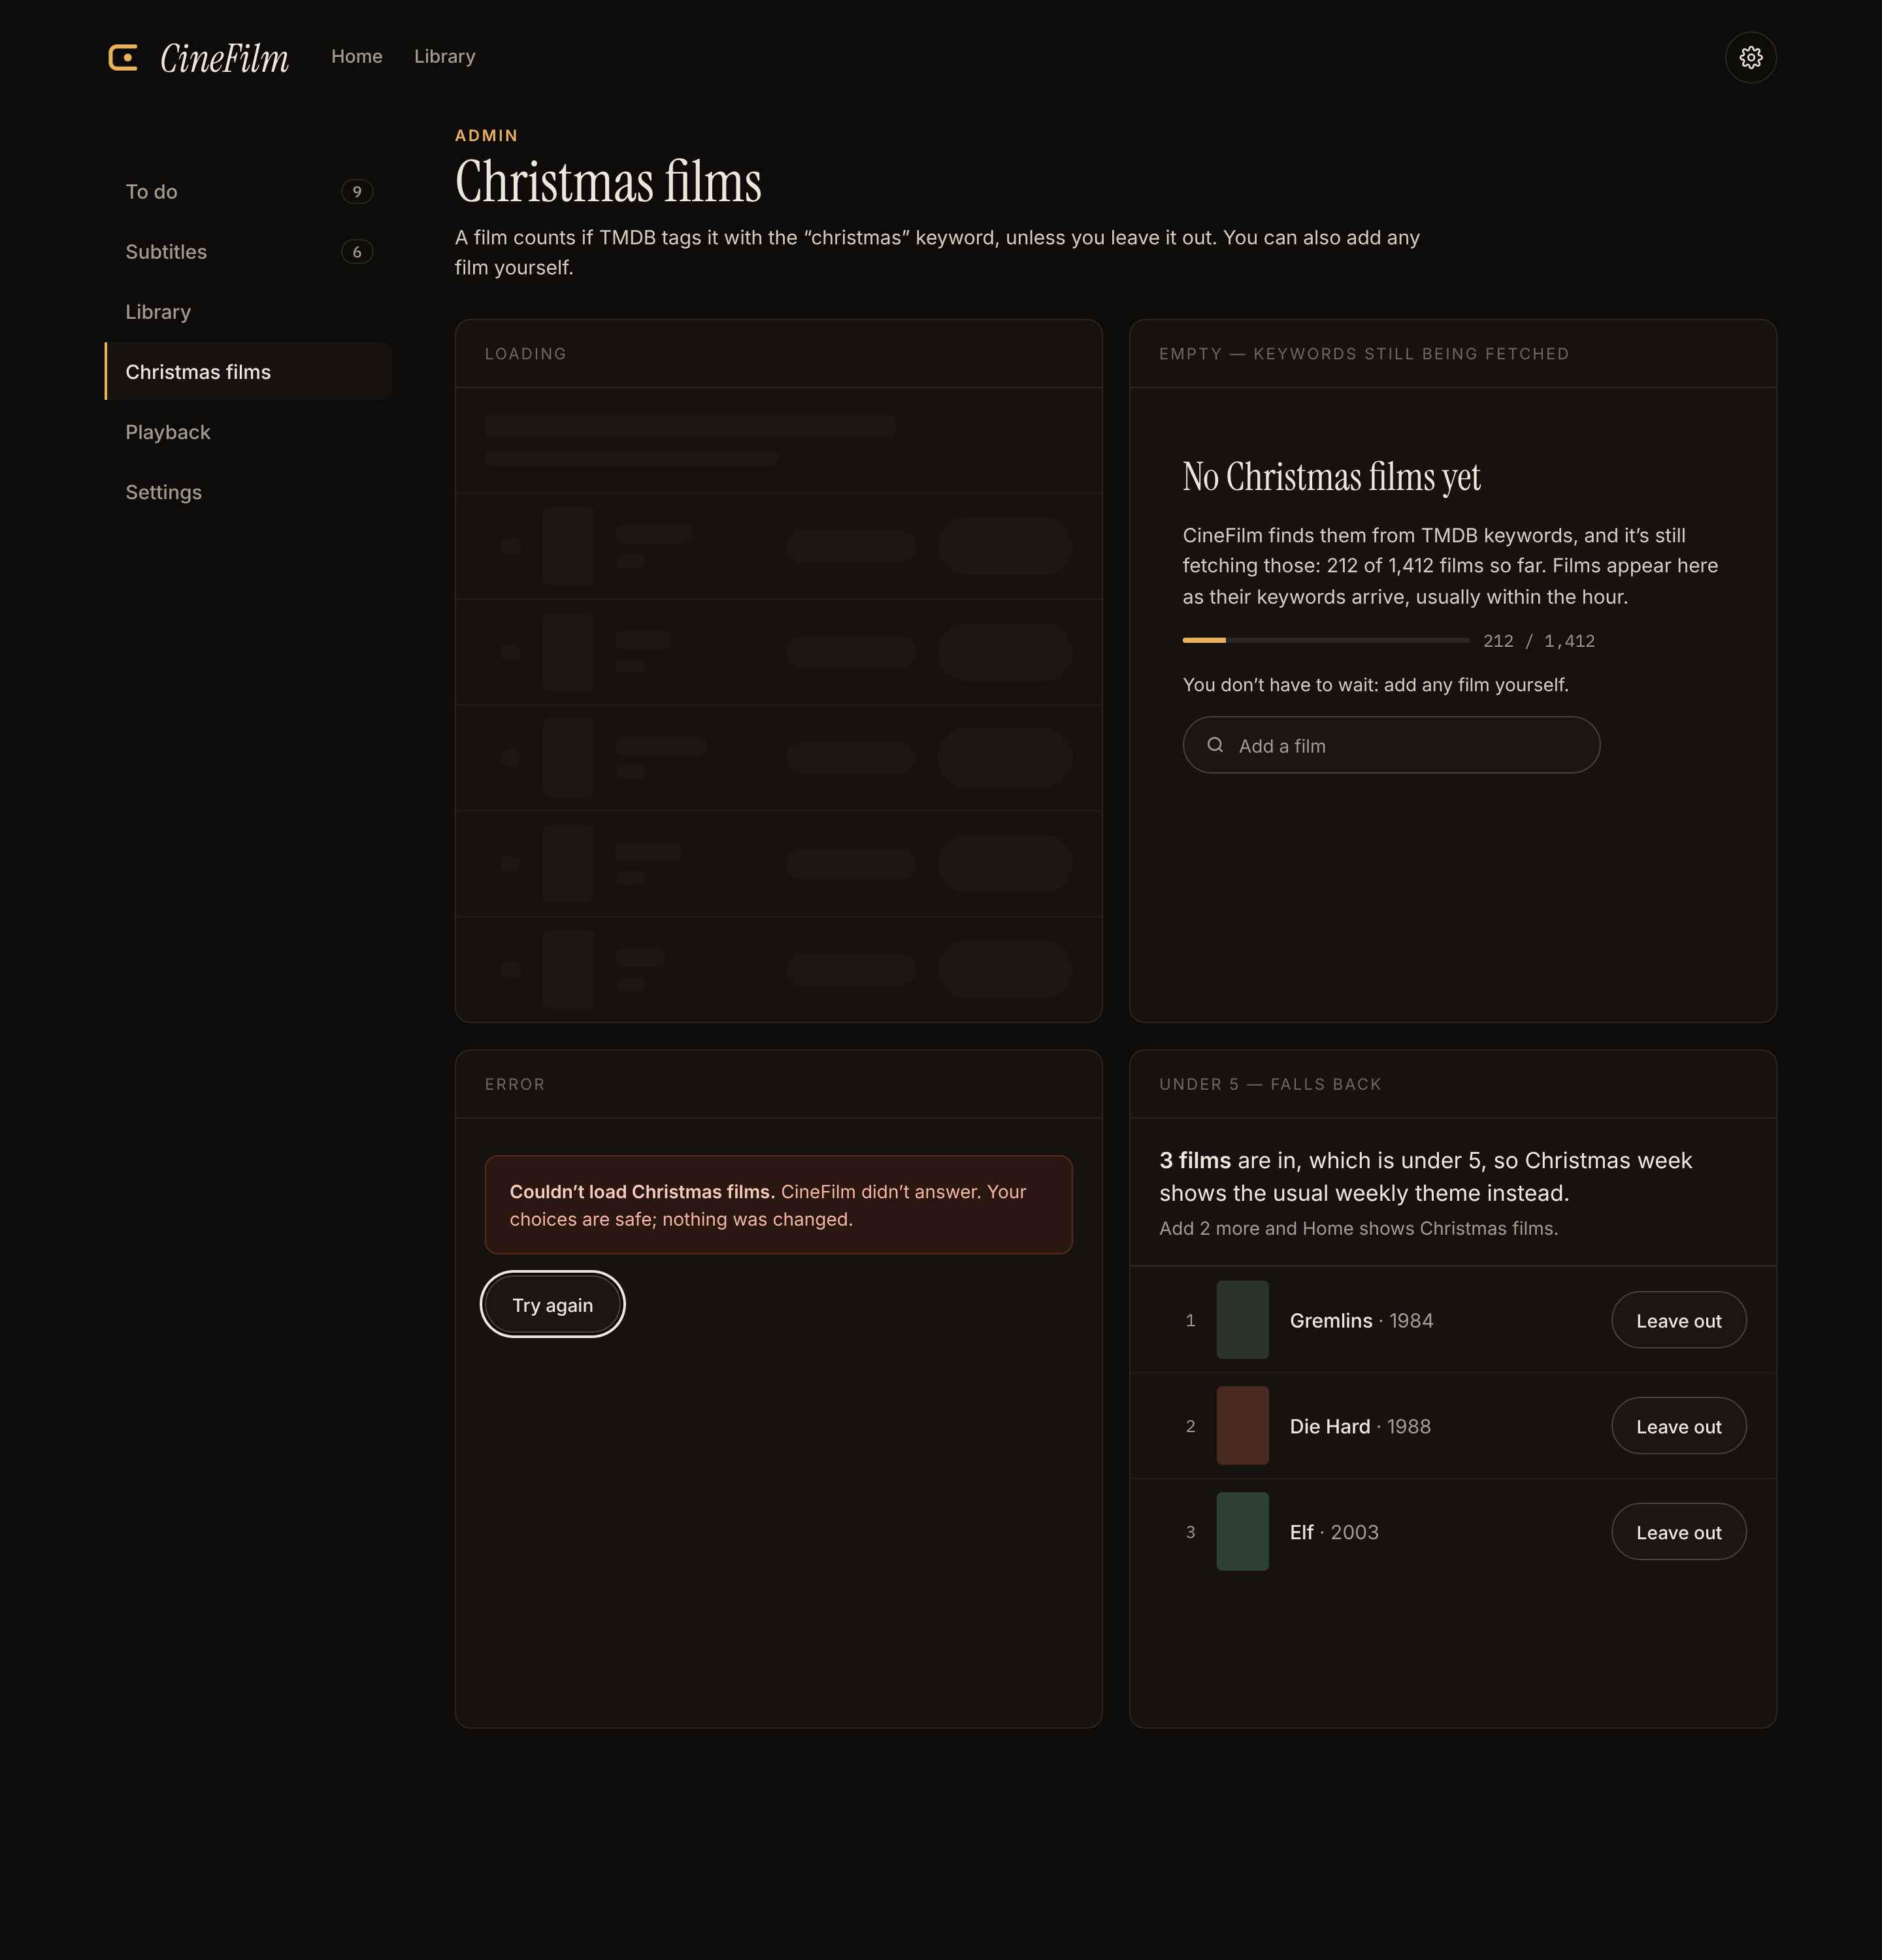 CineFilm
Home
Library
ADMIN
Christmas films
A film counts if TMDB tags it with the “christmas” keyword, unless you leave it out. You can also add any
film yourself.
To do
9
Subtitles
6
Library
Christmas films
Playback
Settings
LOADING
EMPTY — KEYWORDS STILL BEING FETCHED
No Christmas films yet
CineFilm finds them from TMDB keywords, and it’s still
fetching those: 212 of 1,412 films so far. Films appear here
as their keywords arrive, usually within the hour.
212 / 1,412
You don’t have to wait: add any film yourself.
Add a film
ERROR
Couldn’t load Christmas films. CineFilm didn’t answer. Your
choices are safe; nothing was changed.
Try again
UNDER 5 — FALLS BACK
3 films are in, which is under 5, so Christmas week
shows the usual weekly theme instead.
Add 2 more and Home shows Christmas films.
1
Gremlins · 1984
Leave out
2
Die Hard · 1988
Leave out
3
Elf · 2003
Leave out